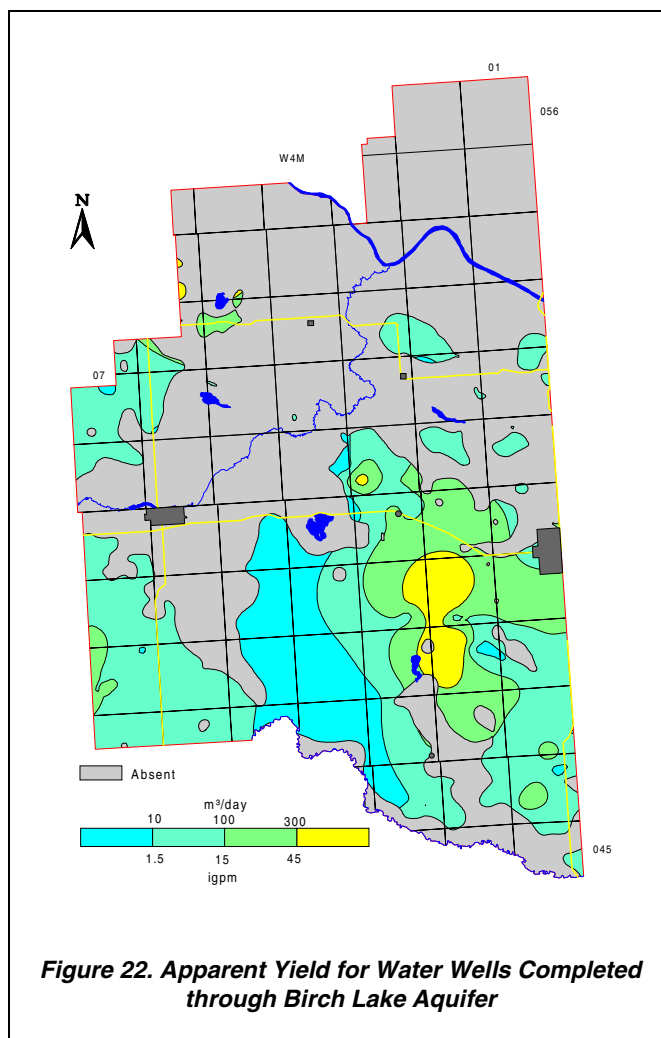 01
056
W4M
N
07
Absent
m³/day
10 100 300
1.5 15 45
igpm
045
Figure 22. Apparent Yield for Water Wells Completed
through Birch Lake Aquifer